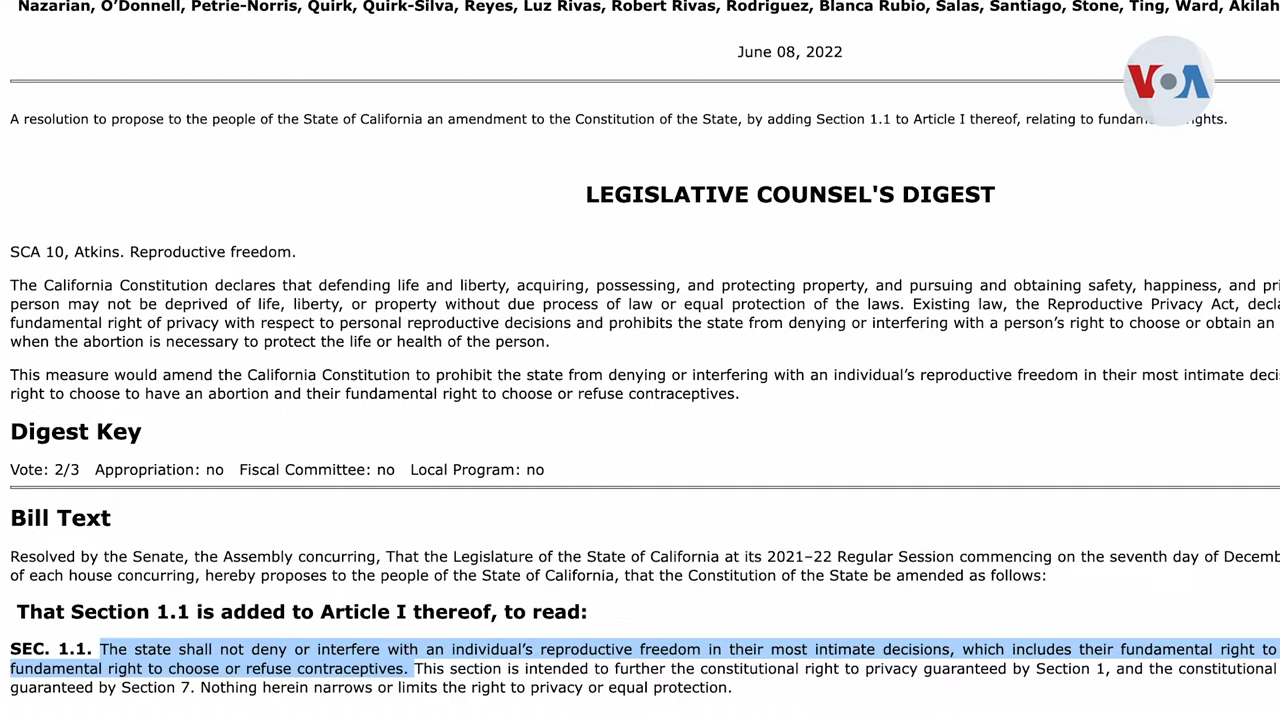 Nazarian, O’Donnell, Petrie-Norris, Quirk, Quirk-Silva, Reyes, Luz Rivas, Robert Rivas, Rodriguez, Blanca Rubio, Salas, Santiago, Stone, Ting, Ward, Akilah
June 08, 2022
VOA
A resolution to propose to the people of the State of California an amendment to the Constitution of the State, by adding Section 1.1 to Article I thereof, relating to
LEGISLATIVE COUNSEL'S DIGEST
SCA 10, Atkins. Reproductive freedom.
The California Constitution declares that defending life and liberty, acquiring, possessing, and protecting property, and pursuing and obtaining safety, happiness, and
person may not be deprived of life, liberty, or property without due process of law or equal protection of the laws. Existing law, the Reproductive Privacy Act,
fundamental right of privacy with respect to personal reproductive decisions and prohibits the state from denying or interfering with a person’s right to choose or obtain an
when the abortion is necessary to protect the life or health of the person.
This measure would amend the California Constitution to prohibit the state from denying or interfering with an individual’s reproductive freedom in their most intimate
right to choose to have an abortion and their fundamental right to choose or refuse contraceptives.
Digest Key
Vote: 2/3 Appropriation: no Fiscal Committee: no Local Program: no
Bill Text
Resolved by the Senate, the Assembly concurring, That the Legislature of the State of California at its 2021–22 Regular Session commencing on the seventh day of
of each house concurring, hereby proposes to the people of the State of California, that the Constitution of the State be amended as follows:
That Section 1.1 is added to Article I thereof, to read:
SEC. 1.1. The state shall not deny or interfere with an individual’s reproductive freedom in their most intimate decisions, which includes their fundamental right to
fundamental right to choose or refuse contraceptives. This section is intended to further the constitutional right to privacy guaranteed by Section 1, and the constitutional
guaranteed by Section 7. Nothing herein narrows or limits the right to privacy or equal protection.